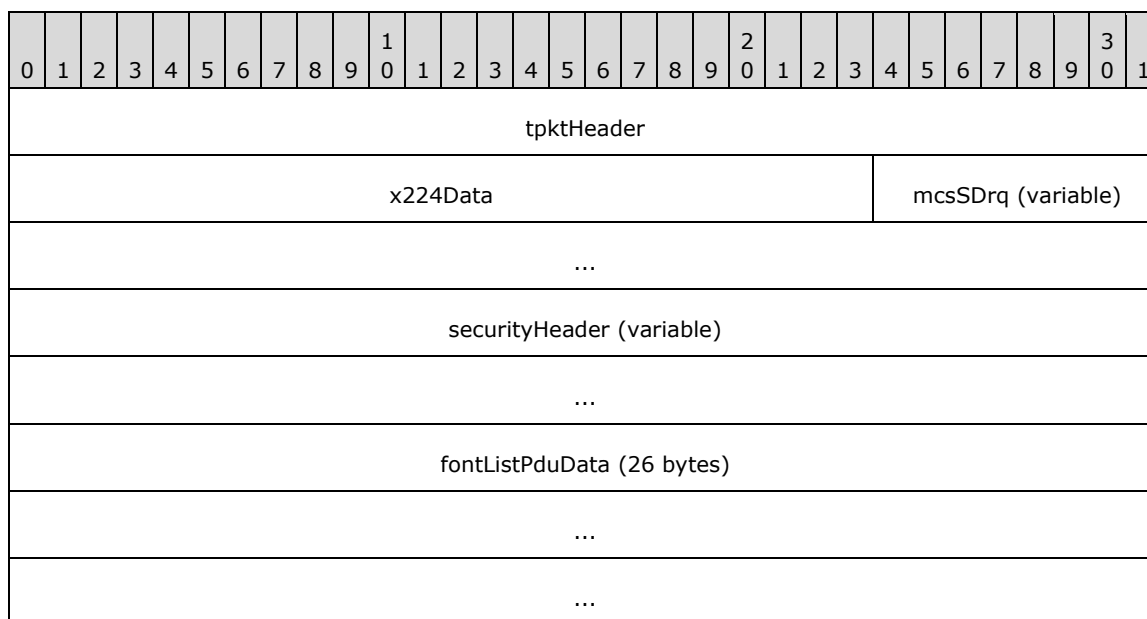 1 2 3
0 1 2 3 4 5 6 7 8 9 0 1 2 3 4 5 6 7 8 9 0 1 2 3 4 5 6 7 8 9 0 1
tpktHeader
x224Data mcsSDrq (variable)
...
securityHeader (variable)
...
fontListPduData (26 bytes)
...
...